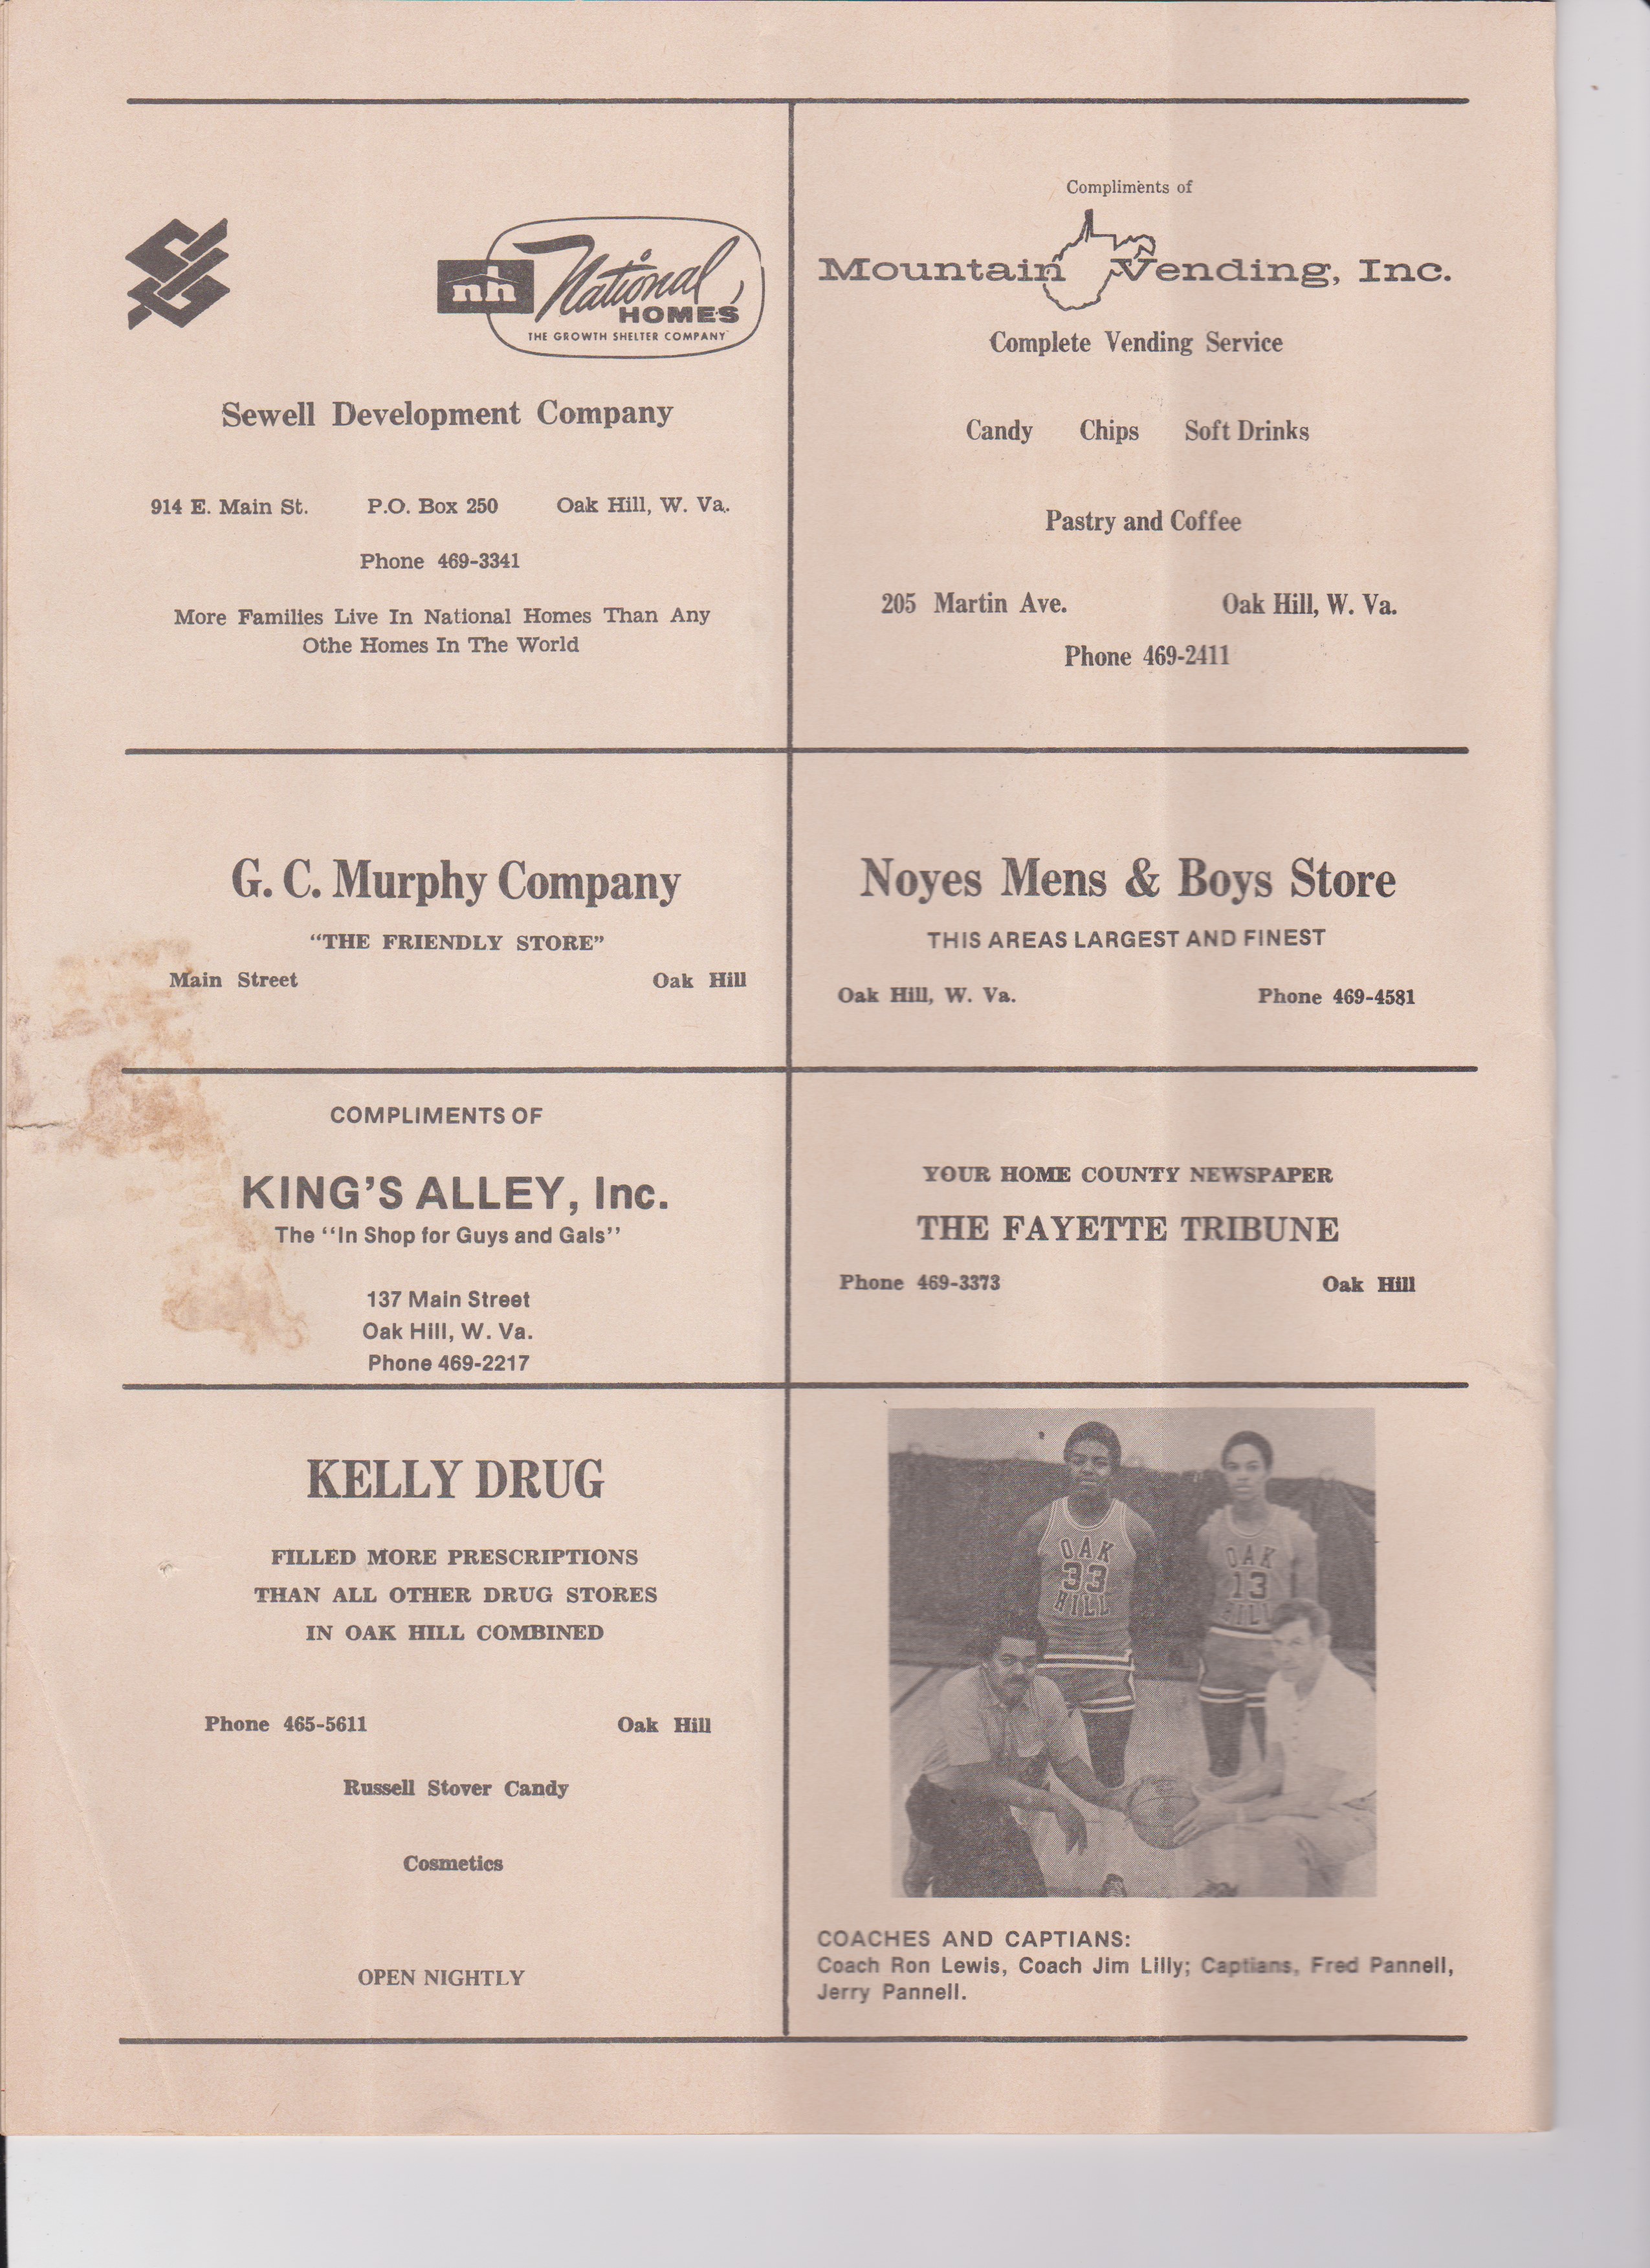 nh National
HOMES
THE GROWTH SHELTER COMPANY
Sewell Development Company
914 E. Main St. P.O. Box 250 Oak Hill, W. Va.
Phone 469-3341
More Families Live In National Homes Than Any
Othe Homes In The World
Compliments of
Mountain Vending, Inc.
Complete Vending Service
Candy Chips Soft Drinks
Pastry and Coffee
205 Martin Ave. Oak Hill, W. Va.
Phone 469-2411
G. C. Murphy Company
“THE FRIENDLY STORE”
Main Street Oak Hill
Noyes Mens & Boys Store
THIS AREAS LARGEST AND FINEST
Oak Hill, W. Va. Phone 469-4581
COMPLIMENTS OF
KING’S ALLEY, Inc.
The “In Shop for Guys and Gals”
137 Main Street
Oak Hill, W. Va.
Phone 469-2217
YOUR HOME COUNTY NEWSPAPER
THE FAYETTE TRIBUNE
Phone 469-3373 Oak Hill
KELLY DRUG
FILLED MORE PRESCRIPTIONS
THAN ALL OTHER DRUG STORES
IN OAK HILL COMBINED
Phone 465-5611 Oak Hill
Russell Stover Candy
Cosmetics
OPEN NIGHTLY
OAK
33
HILL
OAK
13
HILL
COACHES AND CAPTIANS:
Coach Ron Lewis, Coach Jim Lilly; Captians, Fred Pannell,
Jerry Pannell.